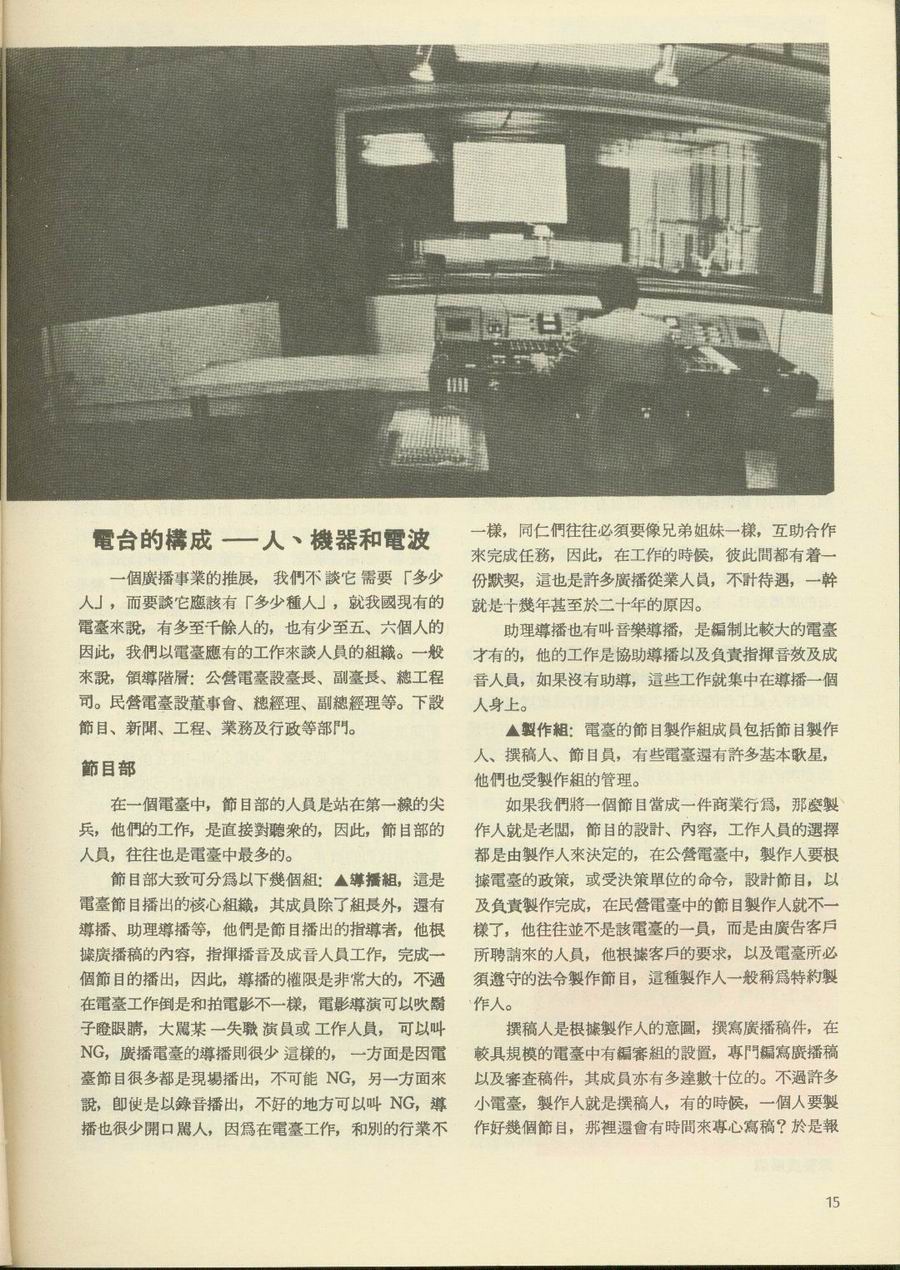 電台的構成 ── 人、機器和電波
一個廣播事業的推展，我們不談它需要「多少
人」，而要談它應該有「多少種人」，就我國現有的
電臺來說，有多至千餘人的，也有少至五、六個人的
因此，我們以電臺應有的工作來談人員的組織。一般
來說，領導階層：公營電臺設臺長、副臺長、總工程
司。民營電臺設董事會、總經理、副總經理等。下設
節目、新聞、工程、業務及行政等部門。
節目部
在一個電臺中，節目部的人員是站在第一線的尖
兵，他們的工作，是直接對聽衆的，因此，節目部的
人員，往往也是電臺中最多的。
節目部大致可分爲以下幾個組：▲導播組，這是
電臺節目播出的核心組織，其成員除了組長外，還有
導播、助理導播等，他們是節目播出的指導者，他根
據廣播稿的內容，指揮播音及成音人員工作，完成一
個節目的播出，因此，導播的權限是非常大的，不過
在電臺工作倒是和拍電影不一樣，電影導演可以吹鬍
子瞪眼睛，大罵某一失職演員或工作人員，可以叫
NG，廣播電臺的導播則很少這樣的，一方面是因電
臺節目很多都是現場播出，不可能 NG，另一方面來
說，卽使是以錄音播出，不好的地方可以叫 NG，導
播也很少開口罵人，因爲在電臺工作，和別的行業不
一樣，同仁們往往必須要像兄弟姐妹一樣，互助合作
來完成任務，因此，在工作的時候，彼此間都有着一
份默契，這也是許多廣播從業人員，不計待遇，一幹
就是十幾年甚至於二十年的原因。
助理導播也有叫音樂導播，是編制比較大的電臺
才有的，他的工作是協助導播以及負責指揮音效及成
音人員，如果沒有助導，這些工作就集中在導播一個
人身上。
▲製作組：電臺的節目製作組成員包括節目製作
人、撰稿人、節目員，有些電臺還有許多基本歌星，
他們也受製作組的管理。
如果我們將一個節目當成一件商業行爲，那麼製
作人就是老闆，節目的設計、內容，工作人員的選擇
都是由製作人來決定的，在公營電臺中，製作人要根
據電臺的政策，或受決策單位的命令，設計節目，以
及負責製作完成，在民營電臺中的節目製作人就不一
樣了，他往往並不是該電臺的一員，而是由廣告客戶
所聘請來的人員，他根據客戶的要求，以及電臺所必
須遵守的法令製作節目，這種製作人一般稱爲特約製
作人。
撰稿人是根據製作人的意圖，撰寫廣播稿件，在
較具規模的電臺中有編審組的設置，專門編寫廣播稿
以及審查稿件，其成員亦有多達數十位的。不過許多
小電臺，製作人就是撰稿人，有的時候，一個人要製
作好幾個節目，那裡還會有時間來專心寫稿？於是報
15